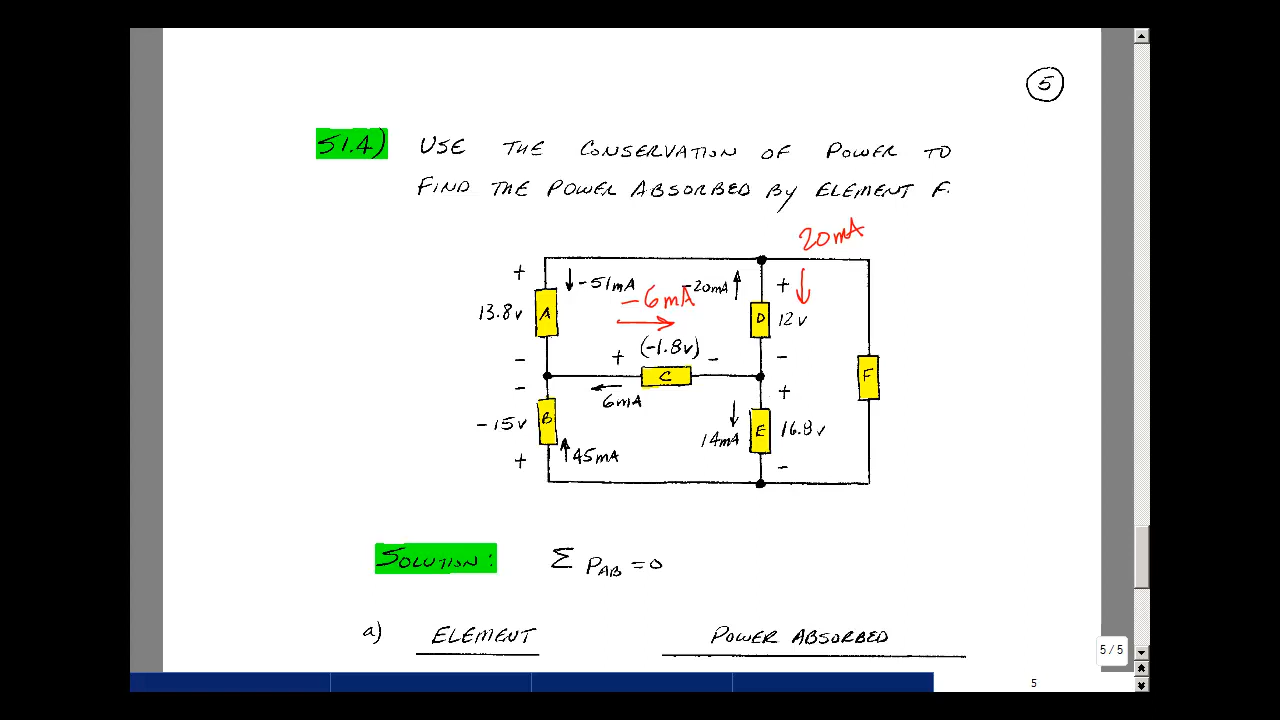 5
S1.4) USE THE CONSERVATION OF POWER TO
FIND THE POWER ABSORBED BY ELEMENT F.
20mA
+ -51mA -20mA +
-6mA
13.8v A D 12v
(-1.8v)
- + - -
C F
- 6mA +
-15v B 14mA E 16.8v
+ 45mA -
SOLUTION: Σ PAB = 0
a) ELEMENT POWER ABSORBED
5 / 5
5